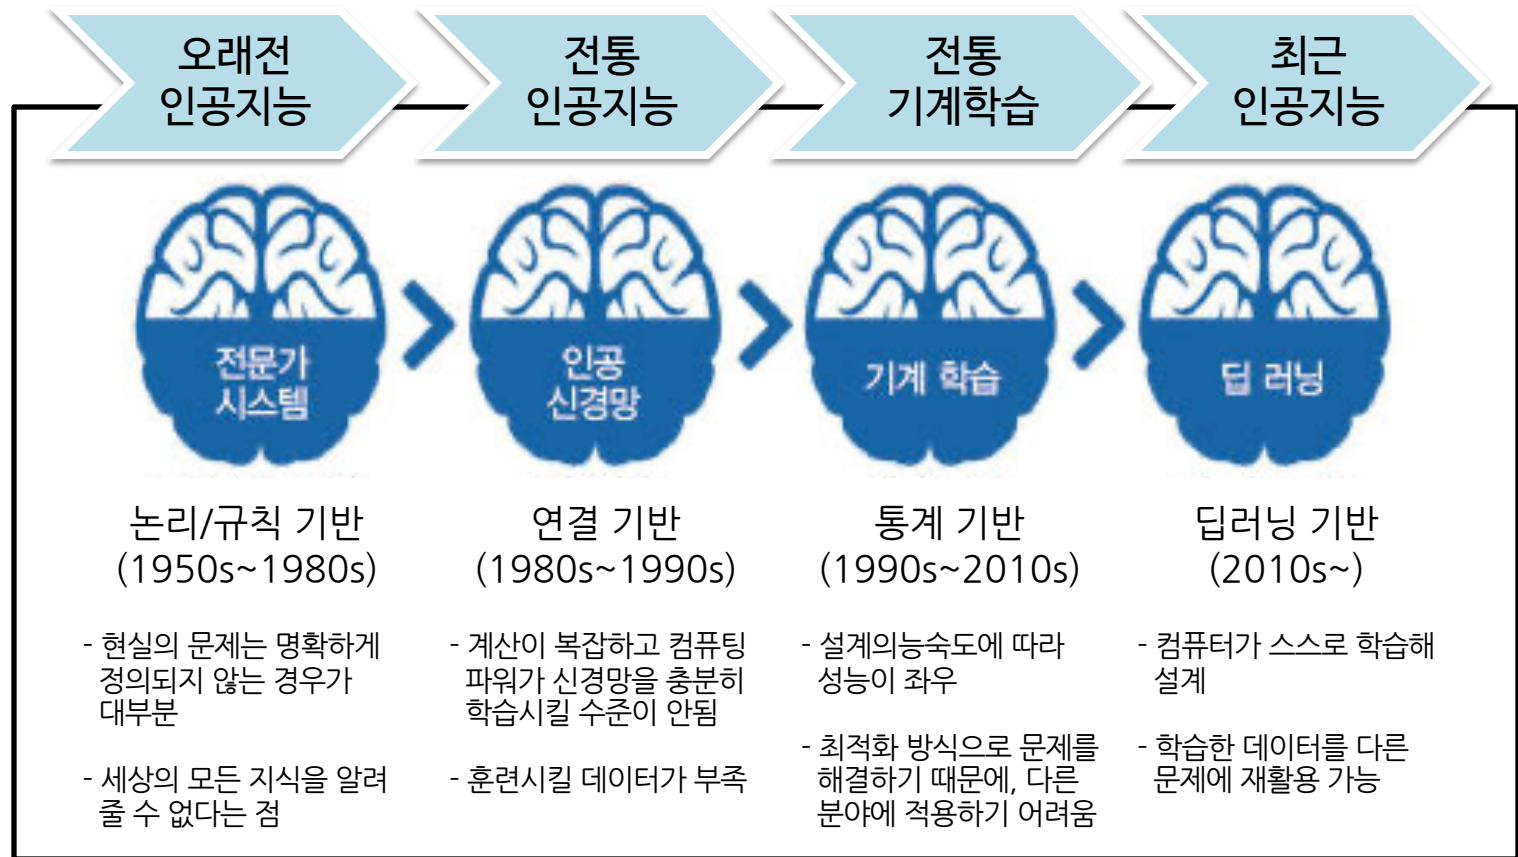 오래전
인공지능
전통
인공지능
전통
기계학습
최근
인공지능
전문가
시스템
인공
신경망
기계 학습
딥 러닝
논리/규칙 기반
(1950s~1980s)
연결 기반
(1980s~1990s)
통계 기반
(1990s~2010s)
딥러닝 기반
(2010s~)
- 현실의 문제는 명확하게
정의되지 않는 경우가
대부분
- 세상의 모든 지식을 알려
줄 수 없다는 점
- 계산이 복잡하고 컴퓨팅
파워가 신경망을 충분히
학습시킬 수준이 안됨
- 훈련시킬 데이터가 부족
- 설계의능숙도에 따라
성능이 좌우
- 최적화 방식으로 문제를
해결하기 때문에, 다른
분야에 적용하기 어려움
- 컴퓨터가 스스로 학습해
설계
- 학습한 데이터를 다른
문제에 재활용 가능